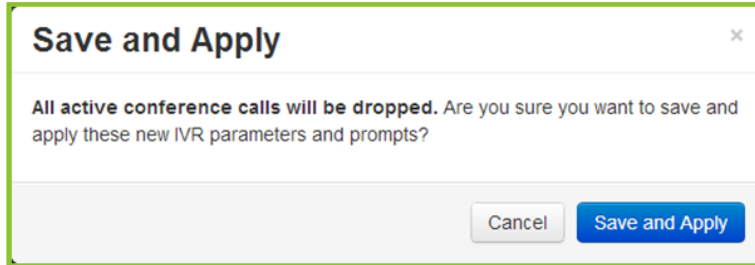 Save and Apply ×
All active conference calls will be dropped. Are you sure you want to save and
apply these new IVR parameters and prompts?
Cancel Save and Apply